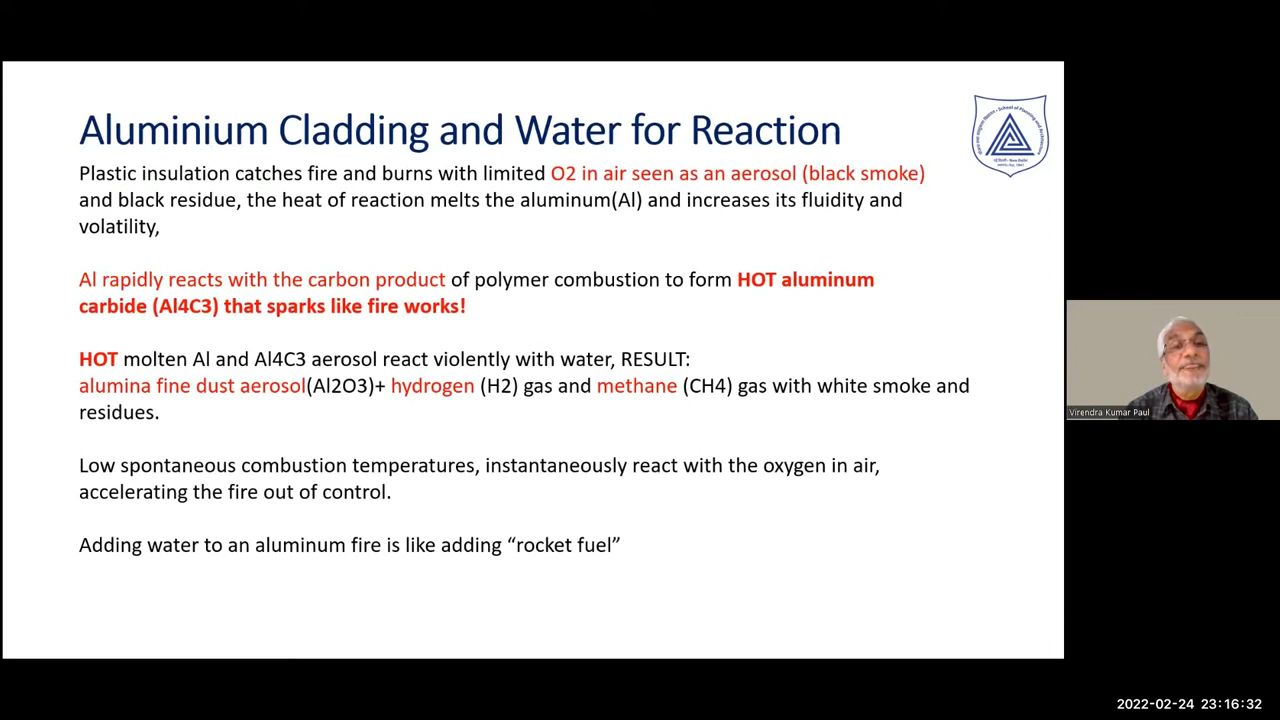 Aluminium Cladding and Water for Reaction
Plastic insulation catches fire and burns with limited O2 in air seen as an aerosol (black smoke)
and black residue, the heat of reaction melts the aluminum(Al) and increases its fluidity and
volatility,
Al rapidly reacts with the carbon product of polymer combustion to form HOT aluminum
carbide (Al4C3) that sparks like fire works!
HOT molten Al and Al4C3 aerosol react violently with water, RESULT:
alumina fine dust aerosol(Al2O3)+ hydrogen (H2) gas and methane (CH4) gas with white smoke and
residues.
Low spontaneous combustion temperatures, instantaneously react with the oxygen in air,
accelerating the fire out of control.
Adding water to an aluminum fire is like adding “rocket fuel”
Virendra Kumar Paul
2022-02-24 23:16:32